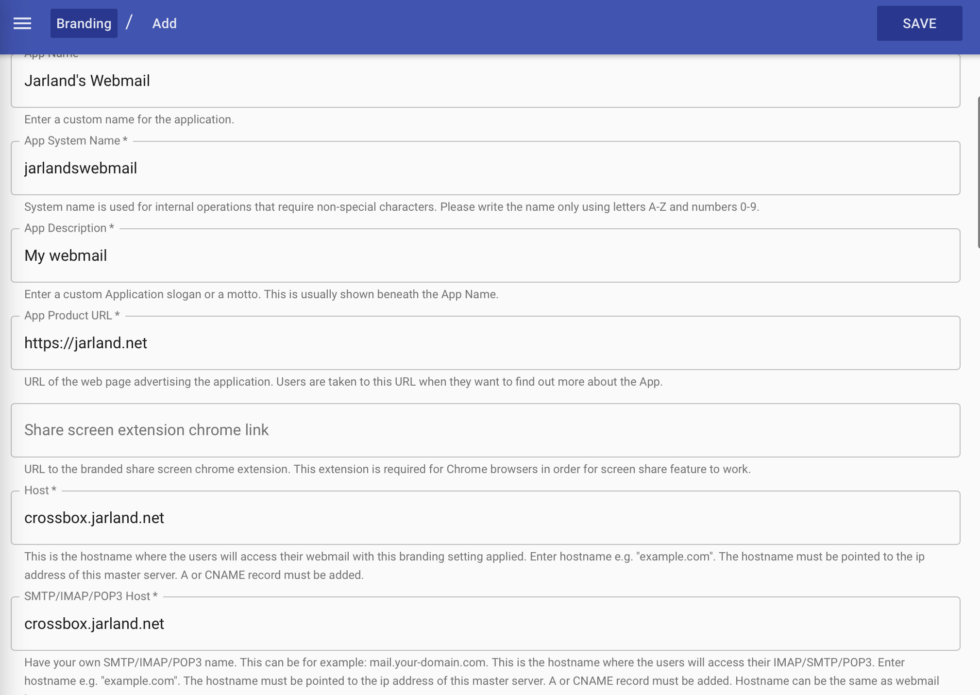 Branding / Add
SAVE
App Name
Jarland's Webmail
Enter a custom name for the application.
App System Name *
jarlandswebmail
System name is used for internal operations that require non-special characters. Please write the name only using letters A-Z and numbers 0-9.
App Description *
My webmail
Enter a custom Application slogan or a motto. This is usually shown beneath the App Name.
App Product URL *
https://jarland.net
URL of the web page advertising the application. Users are taken to this URL when they want to find out more about the App.
Share screen extension chrome link
URL to the branded share screen chrome extension. This extension is required for Chrome browsers in order for screen share feature to work.
Host *
crossbox.jarland.net
This is the hostname where the users will access their webmail with this branding setting applied. Enter hostname e.g. "example.com". The hostname must be pointed to the ip
address of this master server. A or CNAME record must be added.
SMTP/IMAP/POP3 Host *
crossbox.jarland.net
Have your own SMTP/IMAP/POP3 name. This can be for example: mail.your-domain.com. This is the hostname where the users will access their IMAP/SMTP/POP3. Enter
hostname e.g. "example.com". The hostname must be pointed to the ip address of this master server. A or CNAME record must be added. Hostname can be the same as webmail